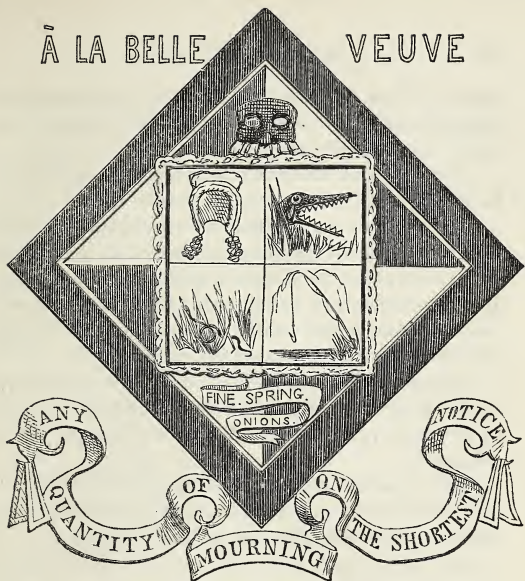 À LA BELLE VEUVE
FINE. SPRING.
ONIONS.
ANY QUANTITY OF MOURNING ON THE SHORTEST NOTICE